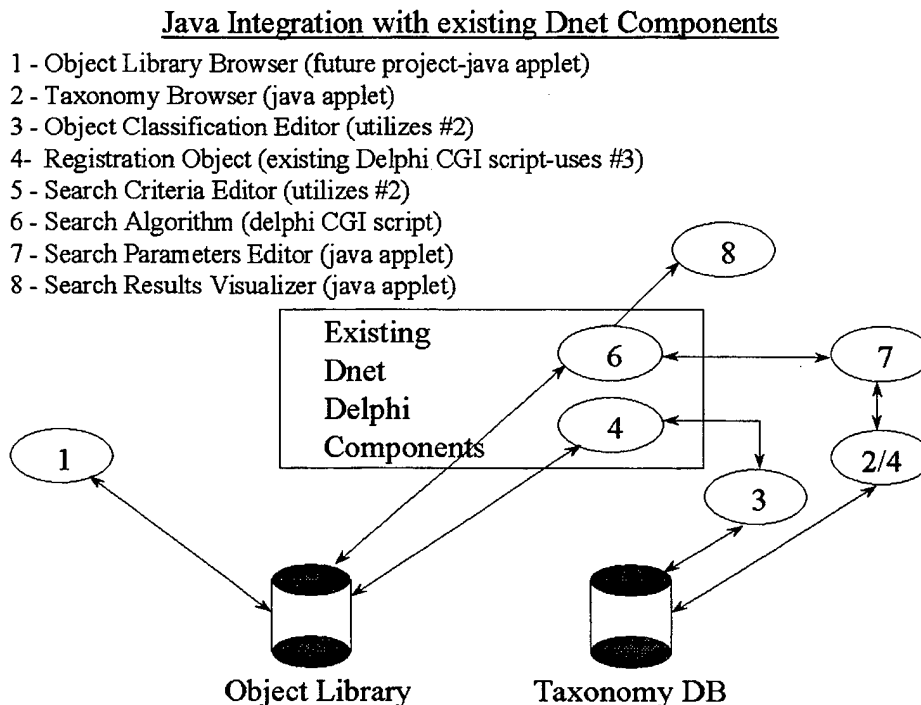 Java Integration with existing Dnet Components
1 - Object Library Browser (future project-java applet)
2 - Taxonomy Browser (java applet)
3 - Object Classification Editor (utilizes #2)
4- Registration Object (existing Delphi CGI script-uses #3)
5 - Search Criteria Editor (utilizes #2)
6 - Search Algorithm (delphi CGI script)
7 - Search Parameters Editor (java applet)
8 - Search Results Visualizer (java applet)
8
Existing
Dnet
Delphi
Components
6
7
4
1
2/4
3
Object Library
Taxonomy DB